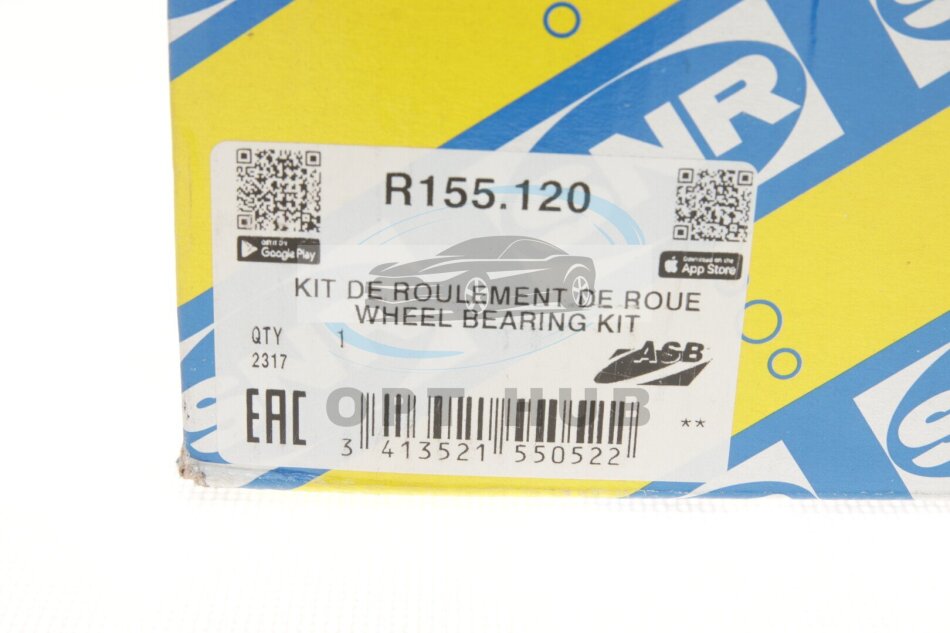 SNR
R155.120
GET IT ON
Google Play
Download on the
App Store
KIT DE ROULEMENT DE ROUE
WHEEL BEARING KIT
QTY 1
2317
ASB
EAC
OPT HUB
**
3 413521 550522